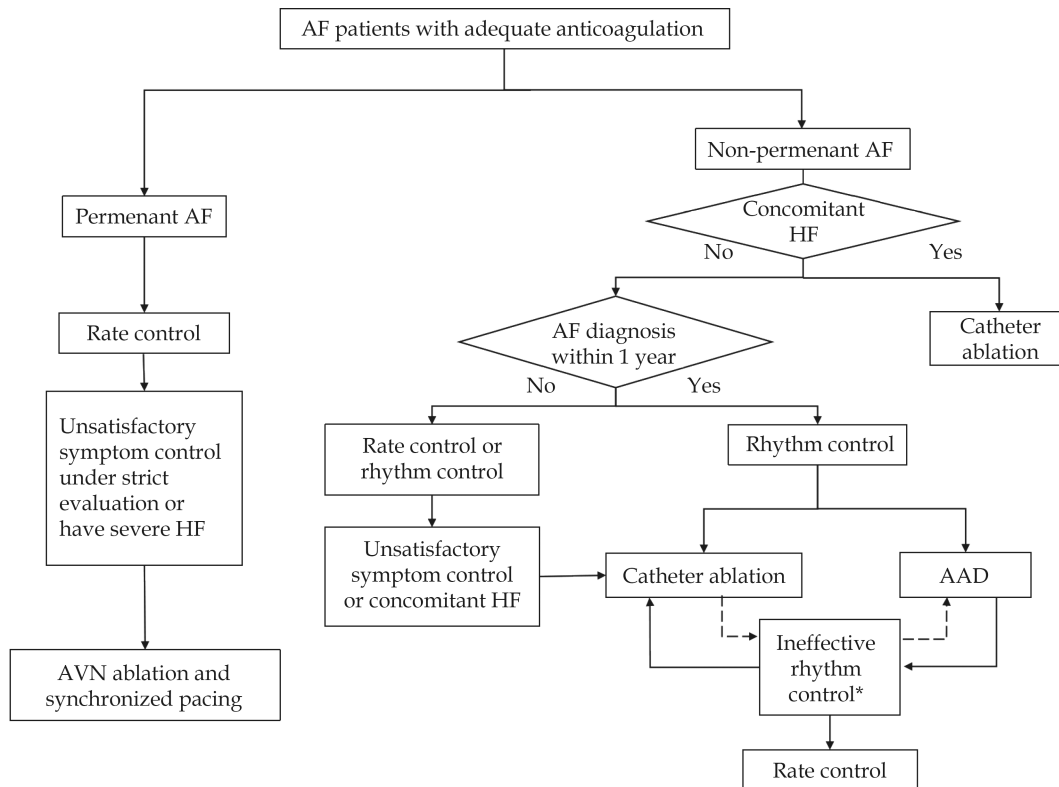 AF patients with adequate anticoagulation
Non-permenant AF
Permenant AF
Concomitant
HF
No
Yes
Rate control
AF diagnosis
within 1 year
Catheter
ablation
No
Yes
Unsatisfactory
symptom control
under strict
evaluation or
have severe HF
Rate control or
rhythm control
Rhythm control
Unsatisfactory
symptom control
or concomitant HF
Catheter ablation
AAD
AVN ablation and
synchronized pacing
Ineffective
rhythm
control*
Rate control